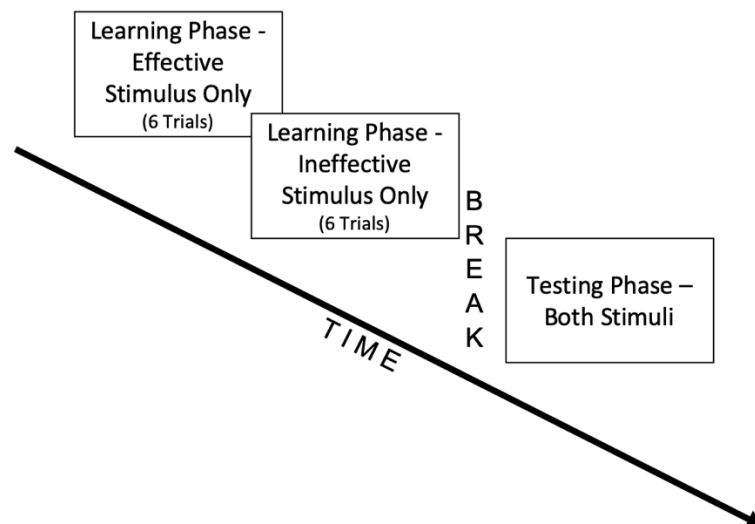 Learning Phase -
Effective
Stimulus Only
(6 Trials)
Learning Phase -
Ineffective
Stimulus Only
(6 Trials)
BREAK
Testing Phase –
Both Stimuli
TIME